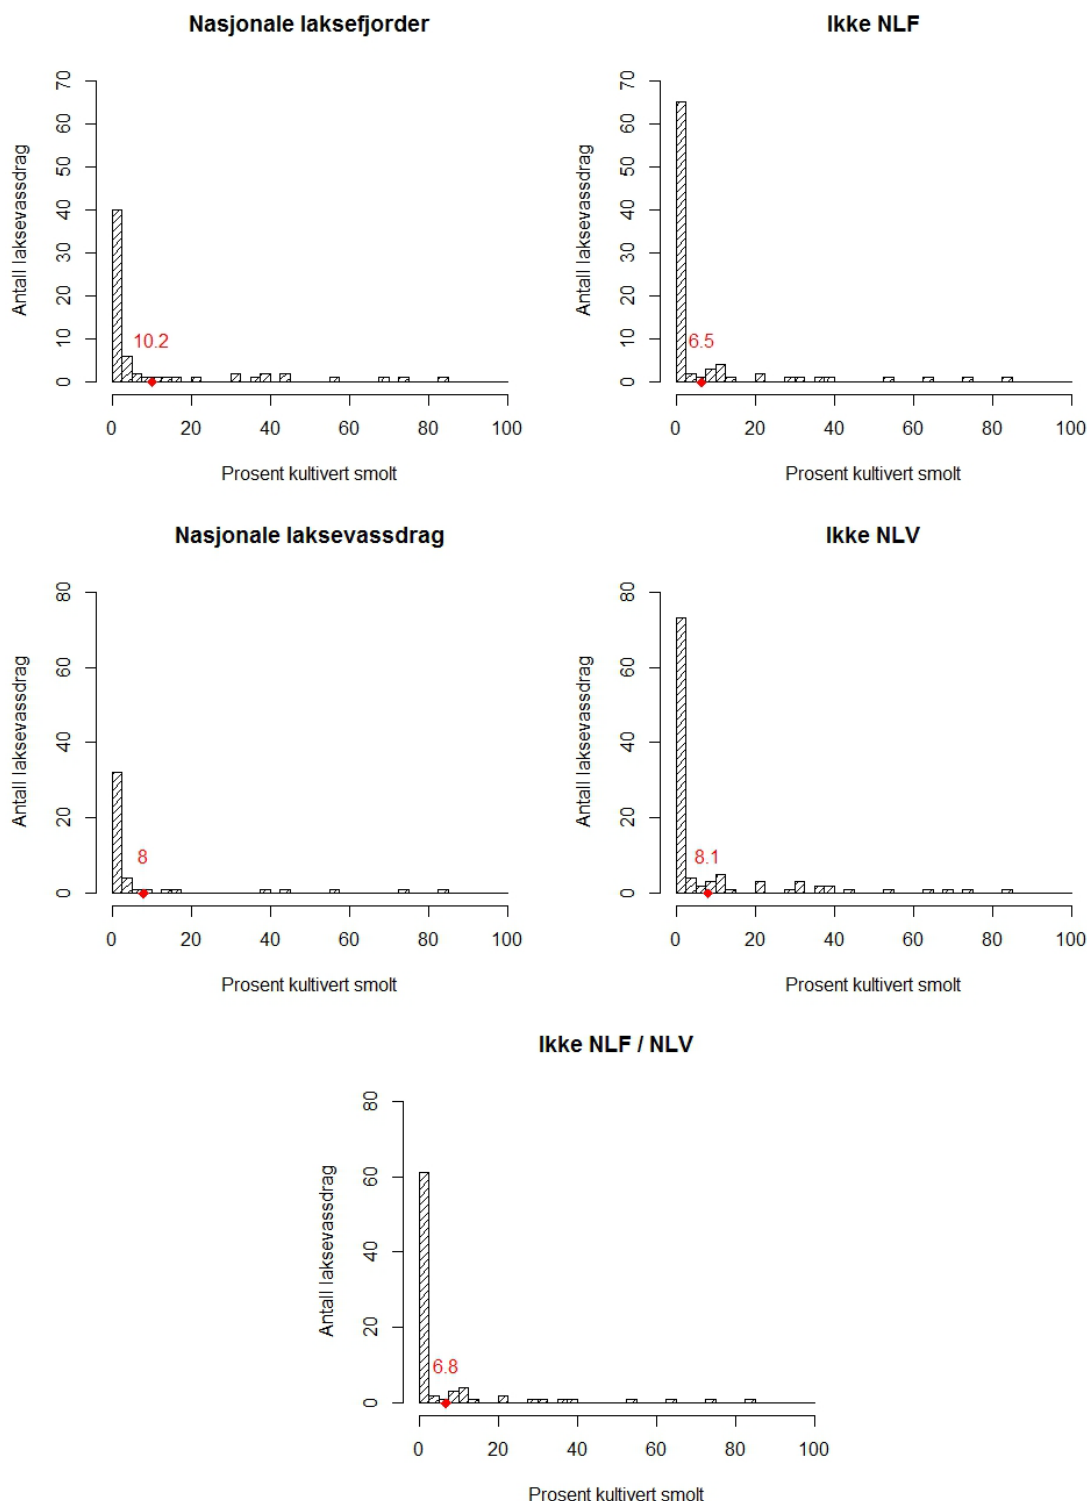 Nasjonale laksefjorder
Antall laksevassdrag
70
60
50
40
30
20
10
0
10.2
0 20 40 60 80 100
Prosent kultivert smolt
Ikke NLF
Antall laksevassdrag
70
60
50
40
30
20
10
0
6.5
0 20 40 60 80 100
Prosent kultivert smolt
Nasjonale laksevassdrag
Antall laksevassdrag
80
60
40
20
0
8
0 20 40 60 80 100
Prosent kultivert smolt
Ikke NLV
Antall laksevassdrag
80
60
40
20
0
8.1
0 20 40 60 80 100
Prosent kultivert smolt
Ikke NLF / NLV
Antall laksevassdrag
80
60
40
20
0
6.8
0 20 40 60 80 100
Prosent kultivert smolt